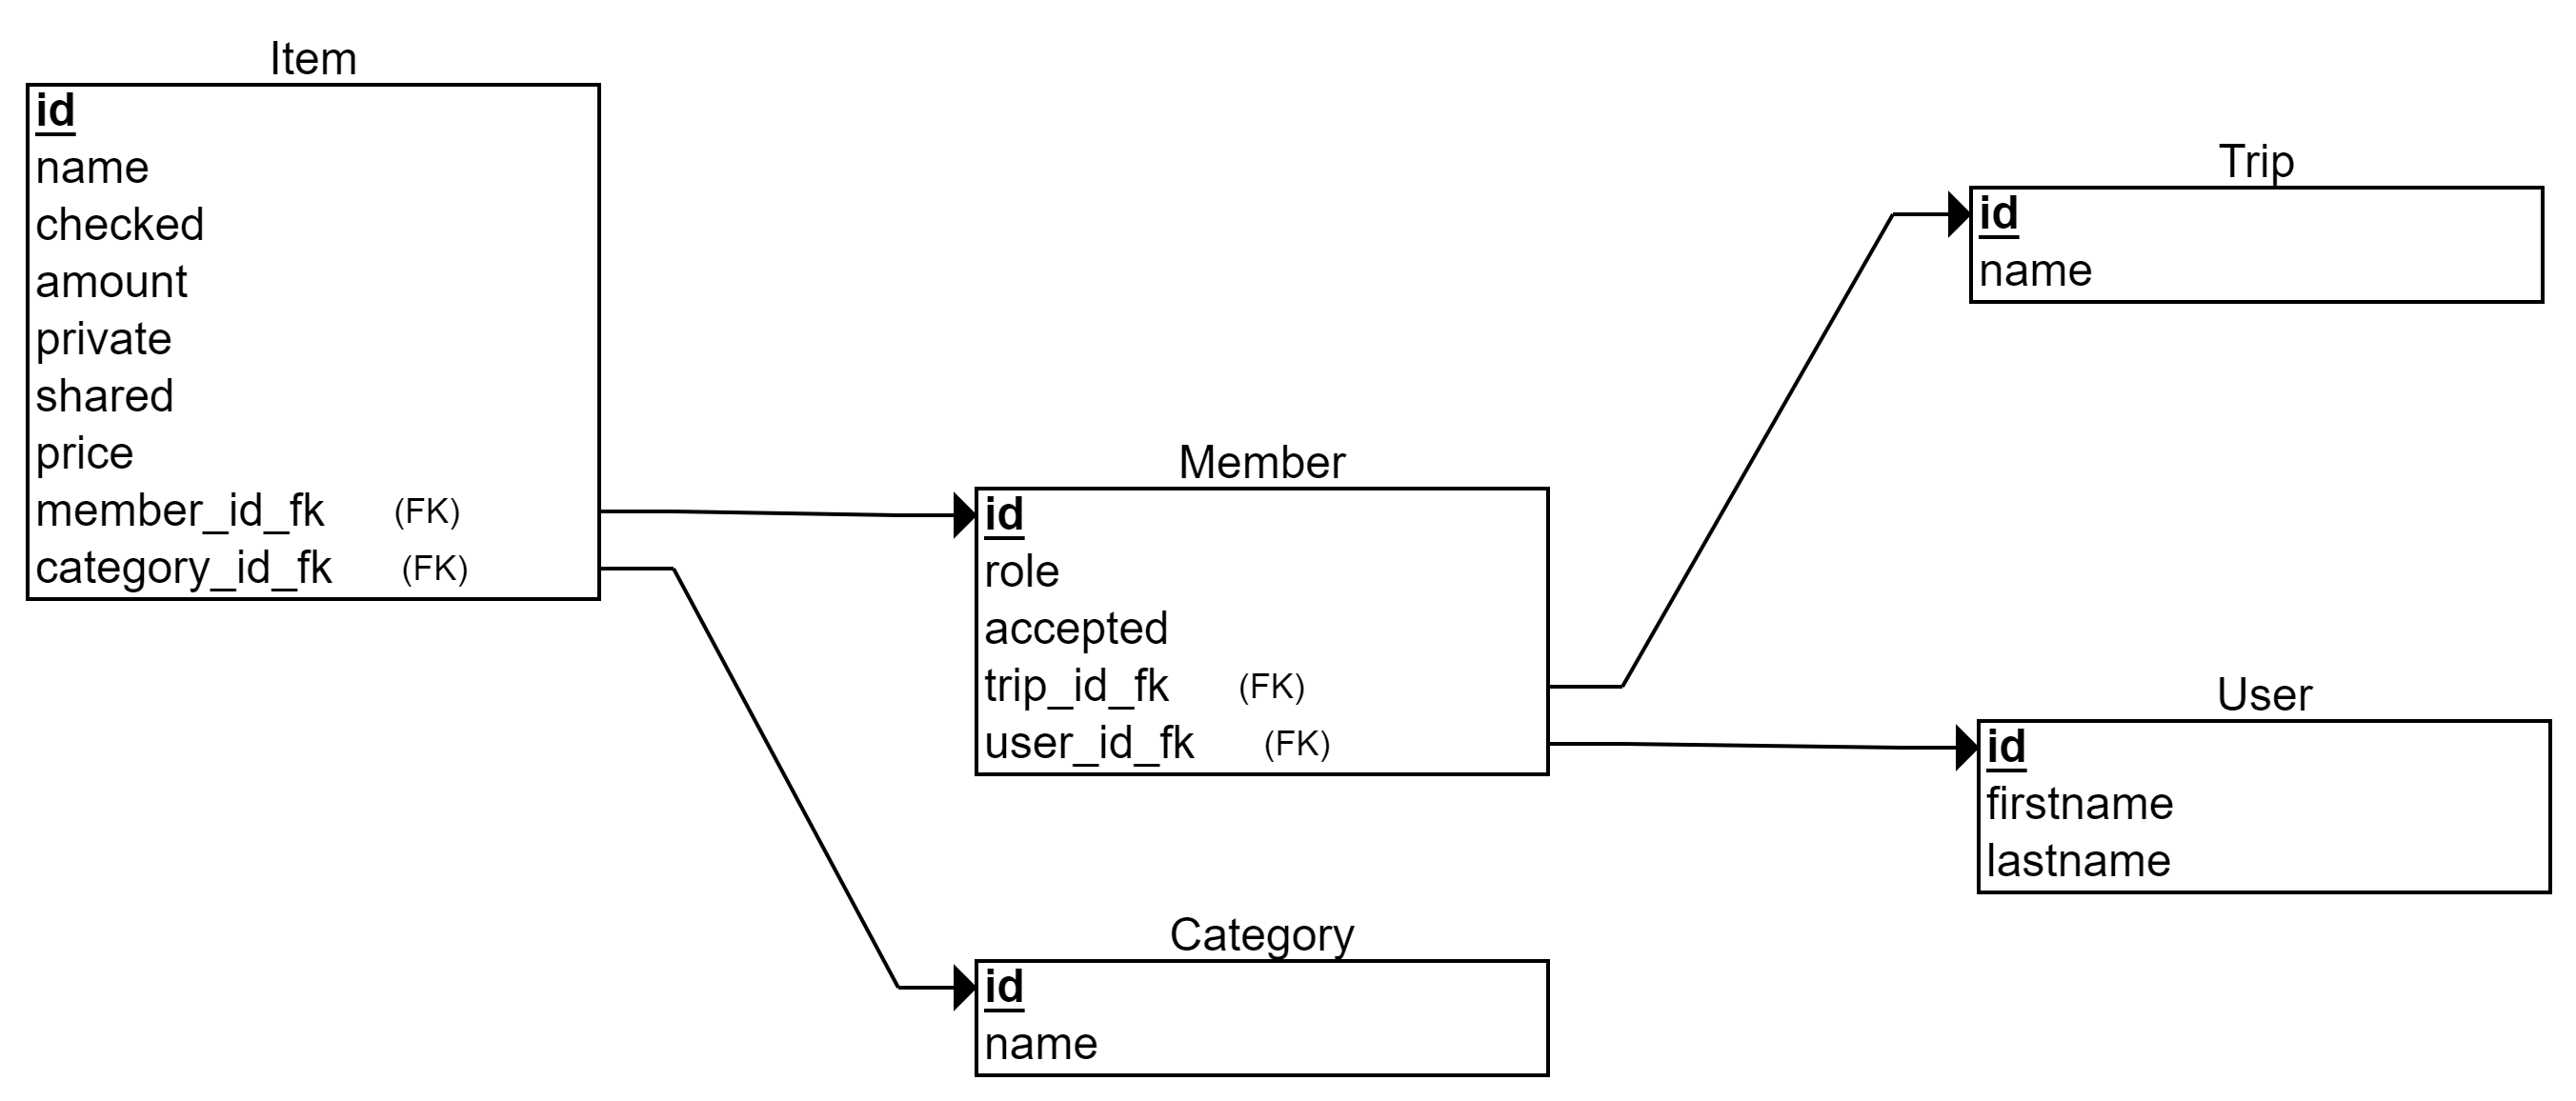 Item
id
name
checked
amount
private
shared
price
member_id_fk (FK)
category_id_fk (FK)
Member
id
role
accepted
trip_id_fk (FK)
user_id_fk (FK)
Category
id
name
Trip
id
name
User
id
firstname
lastname